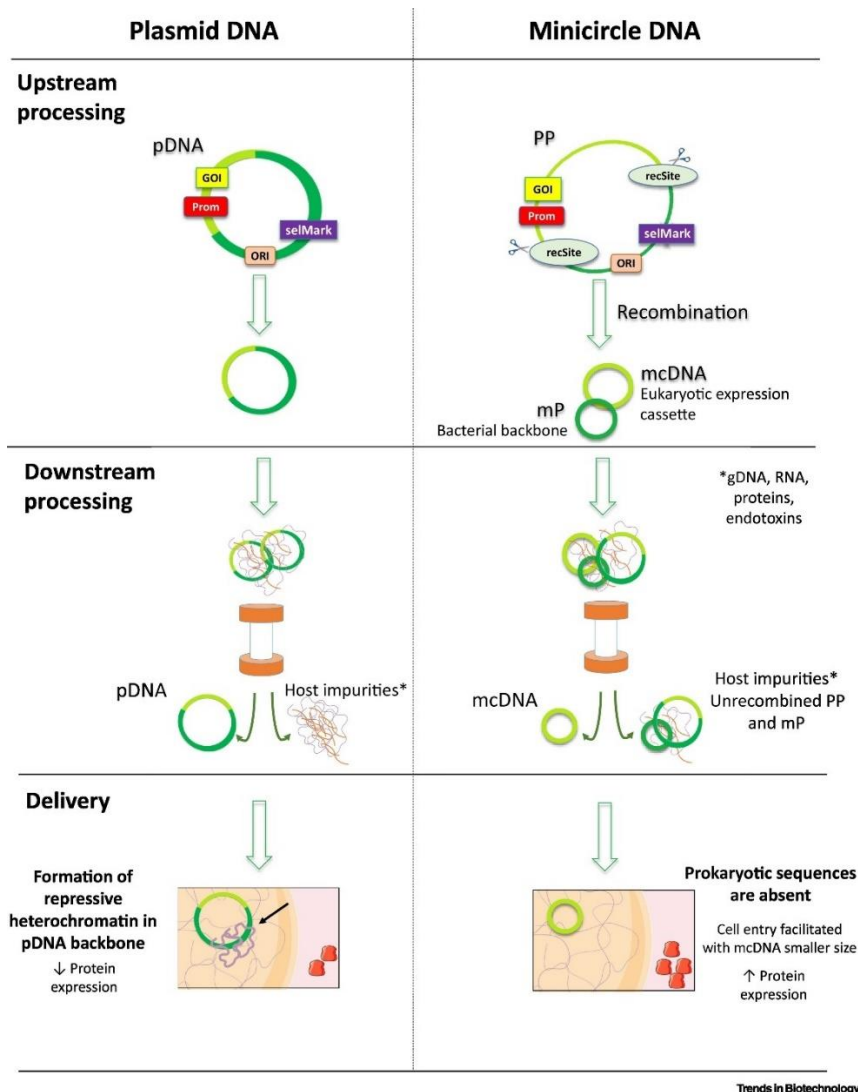 Plasmid DNA
Minicircle DNA
Upstream
processing
pDNA
GOI
Prom
selMark
ORI
PP
recSite
GOI
Prom
selMark
recSite
ORI
Recombination
mcDNA
Eukaryotic expression
cassette
mP
Bacterial backbone
Downstream
processing
*gDNA, RNA,
proteins,
endotoxins
pDNA
Host impurities*
mcDNA
Host impurities*
Unrecombined PP
and mP
Delivery
Formation of
repressive
heterochromatin in
pDNA backbone
↓ Protein
expression
Prokaryotic sequences
are absent
Cell entry facilitated
with mcDNA smaller size
↑ Protein
expression
Trends in Biotechnology